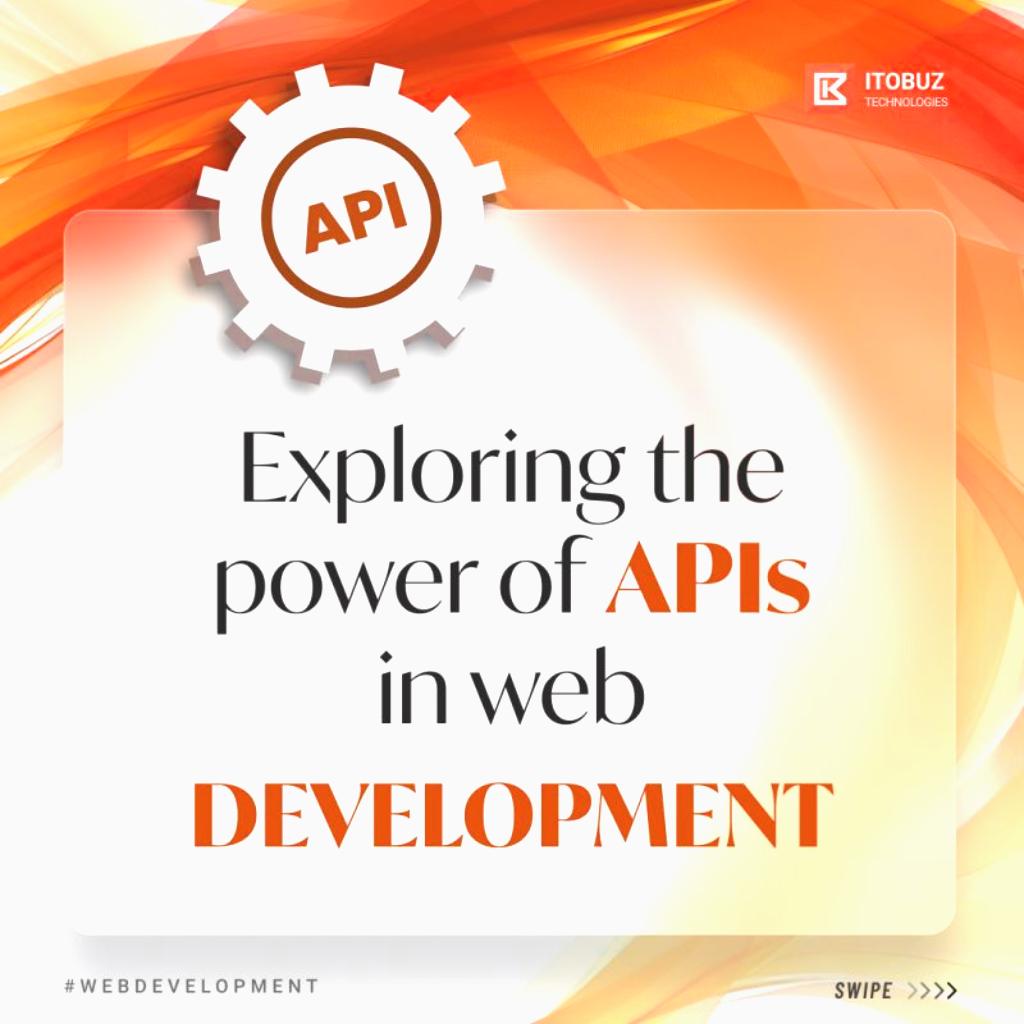 ITOBUZ
TECHNOLOGIES
API
Exploring the
power of APIs
in web
DEVELOPMENT
#WEBDEVELOPMENT
SWIPE >>>>